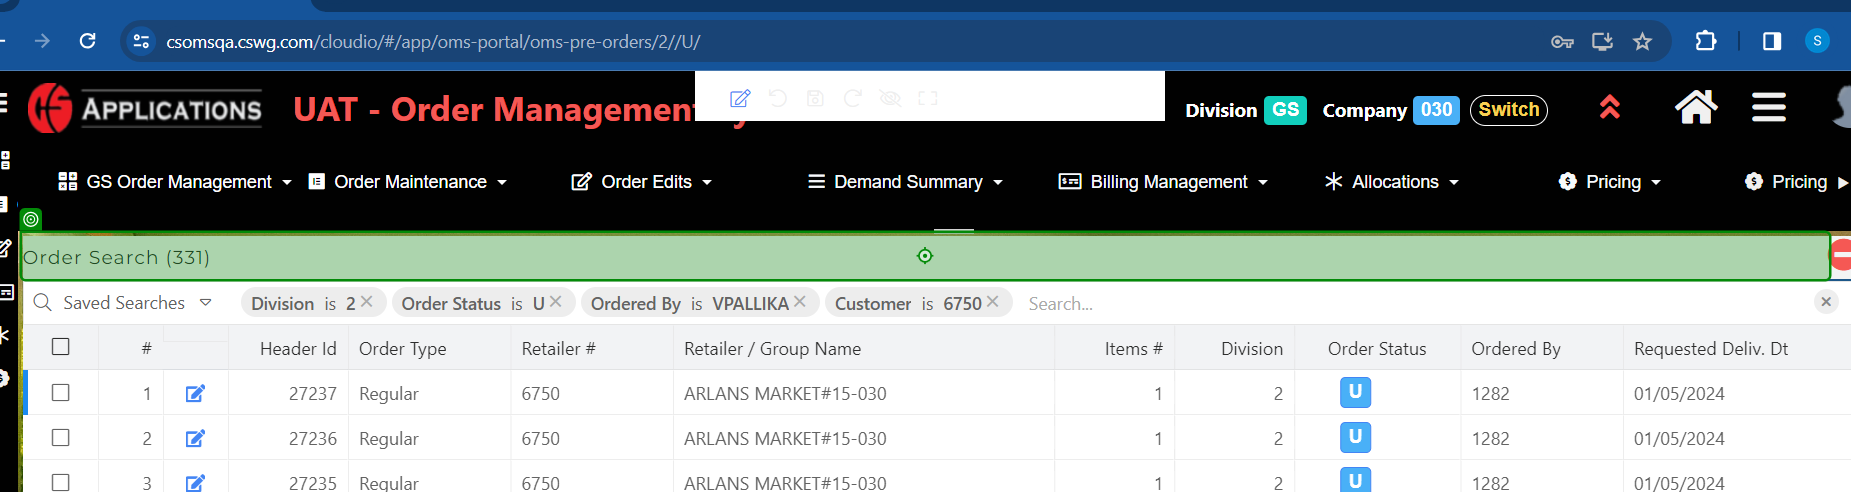 csomsqa.cswg.com/cloudio/#/app/oms-portal/oms-pre-orders/2//U/
S
APPLICATIONS
UAT - Order Management
Division GS Company 030 Switch
GS Order Management Order Maintenance Order Edits Demand Summary Billing Management Allocations Pricing Pricing
Order Search (331)
Saved Searches Division is 2 Order Status is U Ordered By is VPALLIKA Customer is 6750 Search...
# Header Id Order Type Retailer # Retailer / Group Name Items # Division Order Status Ordered By Requested Deliv. Dt
1 27237 Regular 6750 ARLANS MARKET#15-030 1 2 U 1282 01/05/2024
2 27236 Regular 6750 ARLANS MARKET#15-030 1 2 U 1282 01/05/2024
3 27235 Regular 6750 ARLANS MARKET#15-030 1 2 U 1282 01/05/2024